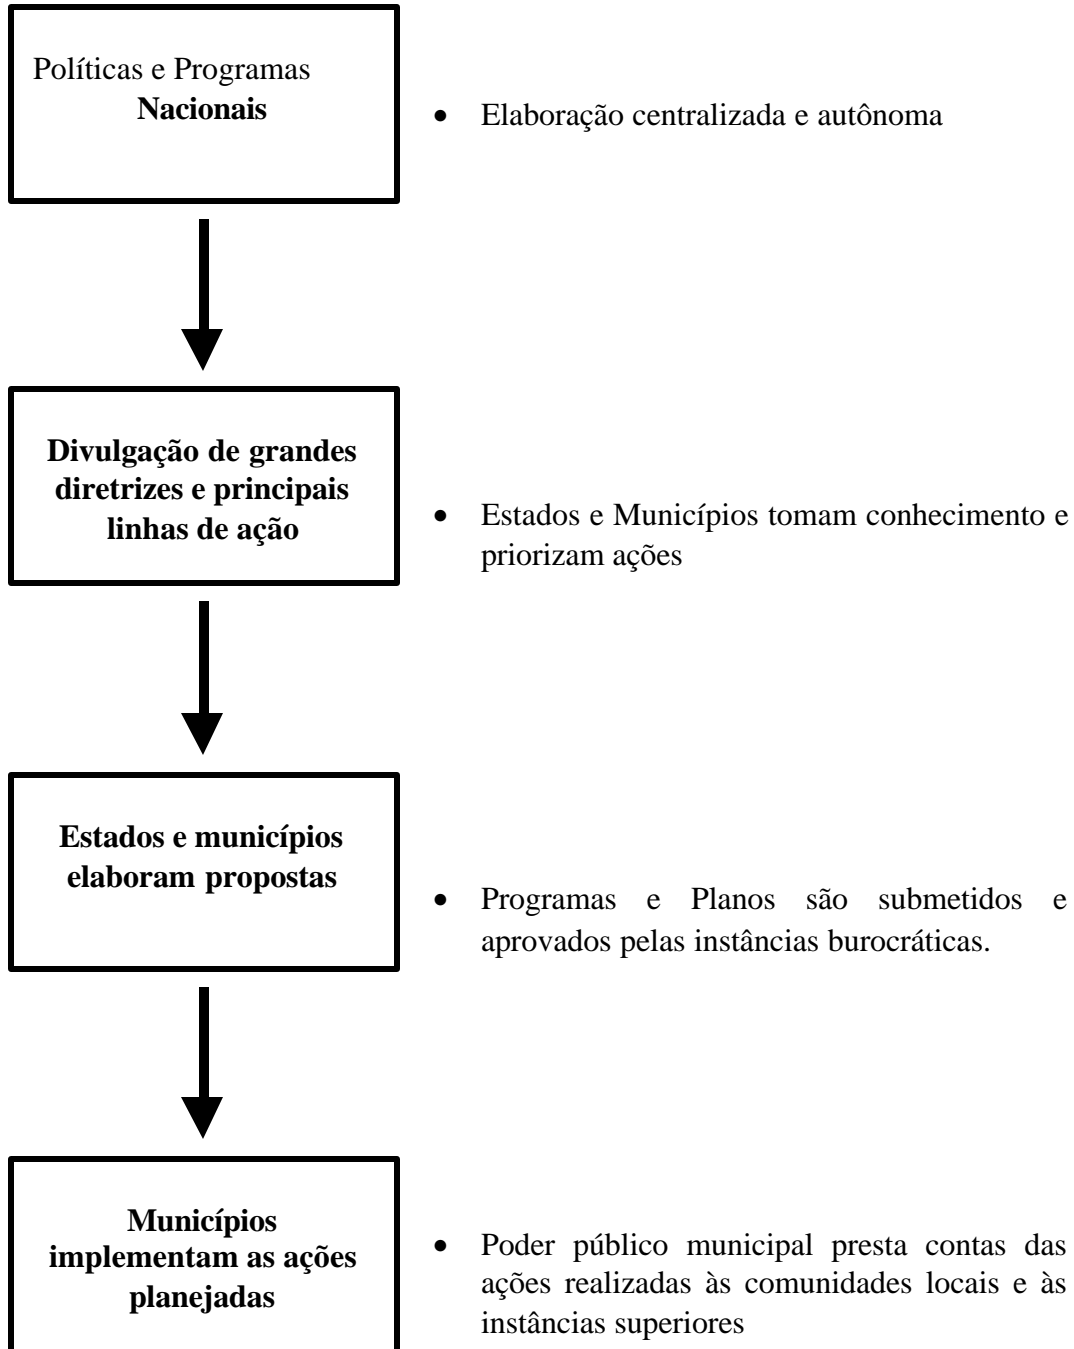 Políticas e Programas
Nacionais
• Elaboração centralizada e autônoma
Divulgação de grandes
diretrizes e principais
linhas de ação
• Estados e Municípios tomam conhecimento e
priorizam ações
Estados e municípios
elaboram propostas
• Programas e Planos são submetidos e
aprovados pelas instâncias burocráticas.
Municípios
implementam as ações
planejadas
• Poder público municipal presta contas das
ações realizadas às comunidades locais e às
instâncias superiores